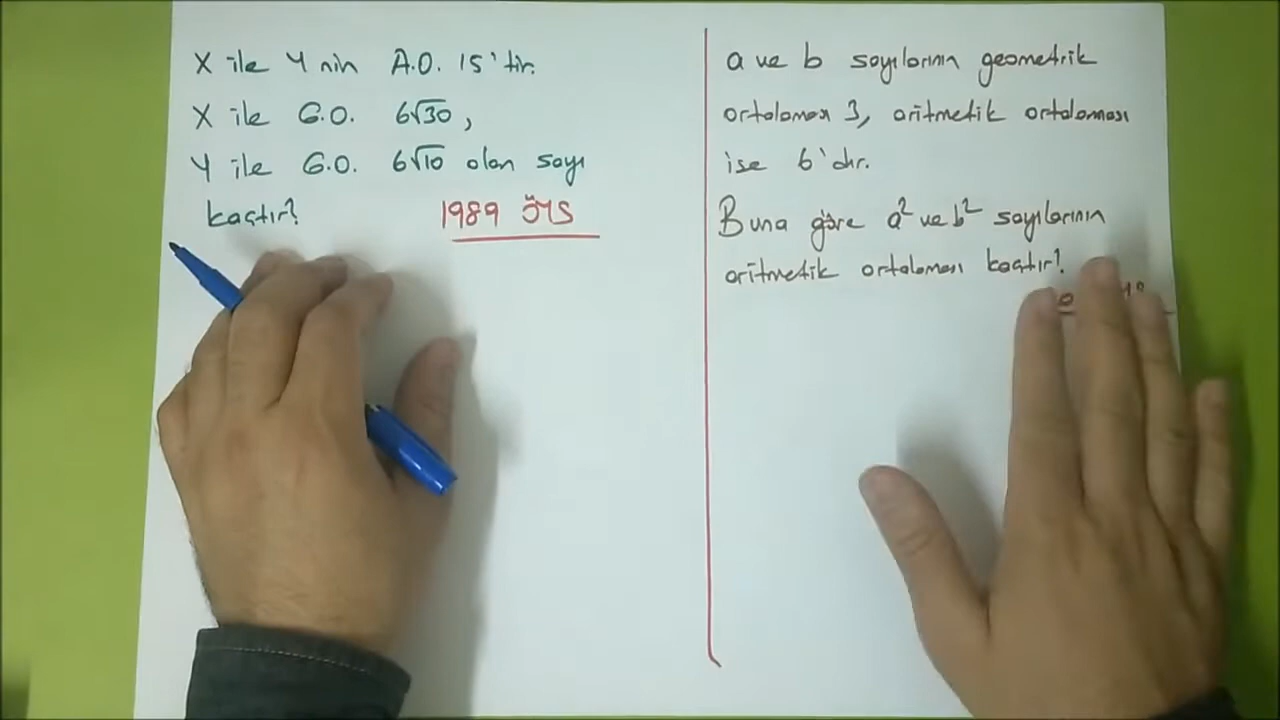 X ile Y nin A.O. 15'tir.
X ile G.O. 6√30,
Y ile G.O. 6√10 olan sayı
kaçtır?
1989 ÖYS
a ve b sayılarının geometrik
ortalaması 3, aritmetik ortalaması
ise 6'dır.
Buna göre a² ve b² sayılarının
aritmetik ortalaması kaçtır?